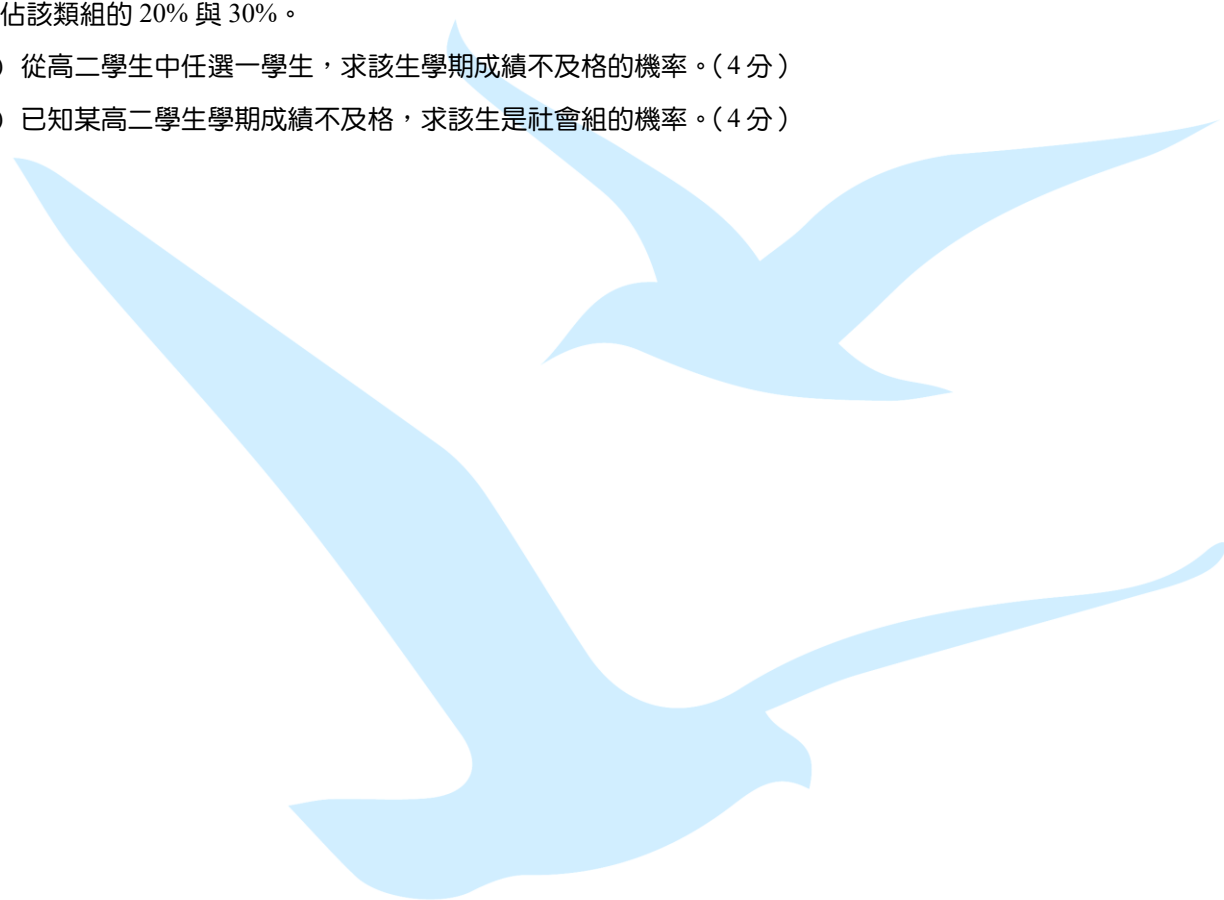 佔該類組的 20% 與 30%。
) 從高二學生中任選一學生，求該生學期成績不及格的機率。(4 分)
) 已知某高二學生學期成績不及格，求該生是社會組的機率。(4 分)